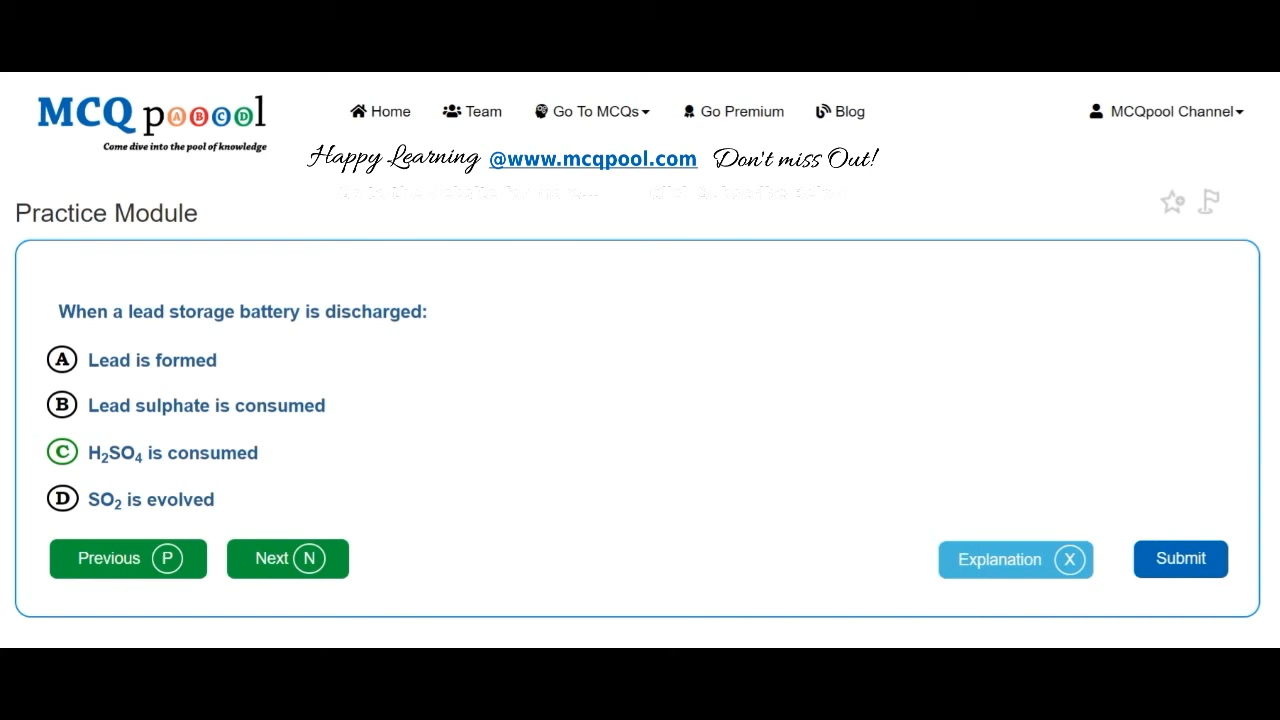 MCQ pooool
A B C D
Come dive into the pool of knowledge
Home Team Go To MCQs Go Premium Blog MCQpool Channel
Happy Learning @www.mcqpool.com Don't miss Out!
Practice Module
When a lead storage battery is discharged:
A Lead is formed
B Lead sulphate is consumed
C H₂SO₄ is consumed
D SO₂ is evolved
Previous P Next N Explanation X Submit